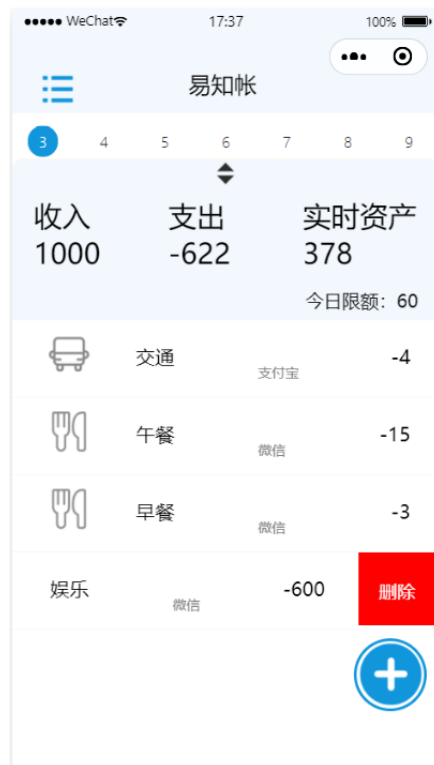 WeChat 17:37 100%
易知帐
3 4 5 6 7 8 9
收入 支出 实时资产
1000 -622 378
今日限额：60
交通 支付宝 -4
午餐 微信 -15
早餐 微信 -3
娱乐 微信 -600 删除